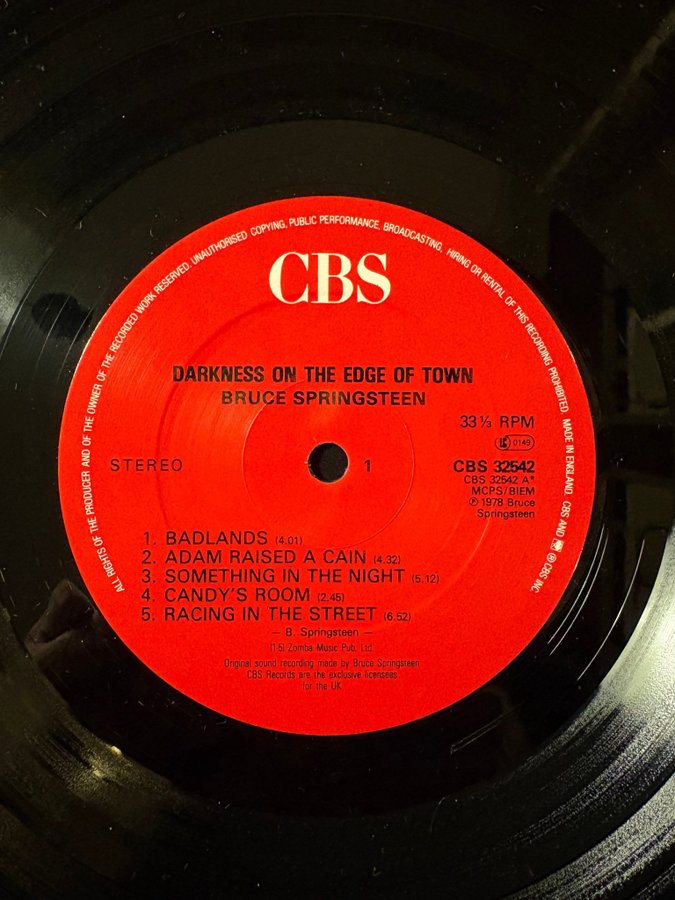 ALL RIGHTS OF THE PRODUCER AND OF THE OWNER OF THE RECORDED WORK RESERVED. UNAUTHORISED COPYING, PUBLIC PERFORMANCE, BROADCASTING, HIRING OR RENTAL OF THIS RECORDING PROHIBITED. MADE IN ENGLAND. CBS AND ® CBS INC.
CBS
DARKNESS ON THE EDGE OF TOWN
BRUCE SPRINGSTEEN
33⅓ RPM
LC 0149
STEREO
1
CBS 32542
CBS 32542 A*
MCPS/BIEM
℗ 1978 Bruce
Springsteen
1. BADLANDS (4.01)
2. ADAM RAISED A CAIN (4.32)
3. SOMETHING IN THE NIGHT (5.12)
4. CANDY'S ROOM (2.45)
5. RACING IN THE STREET (6.52)
— B. Springsteen —
(1-5) Zomba Music Pub. Ltd.
Original sound recording made by Bruce Springsteen
CBS Records are the exclusive licensees
for the UK